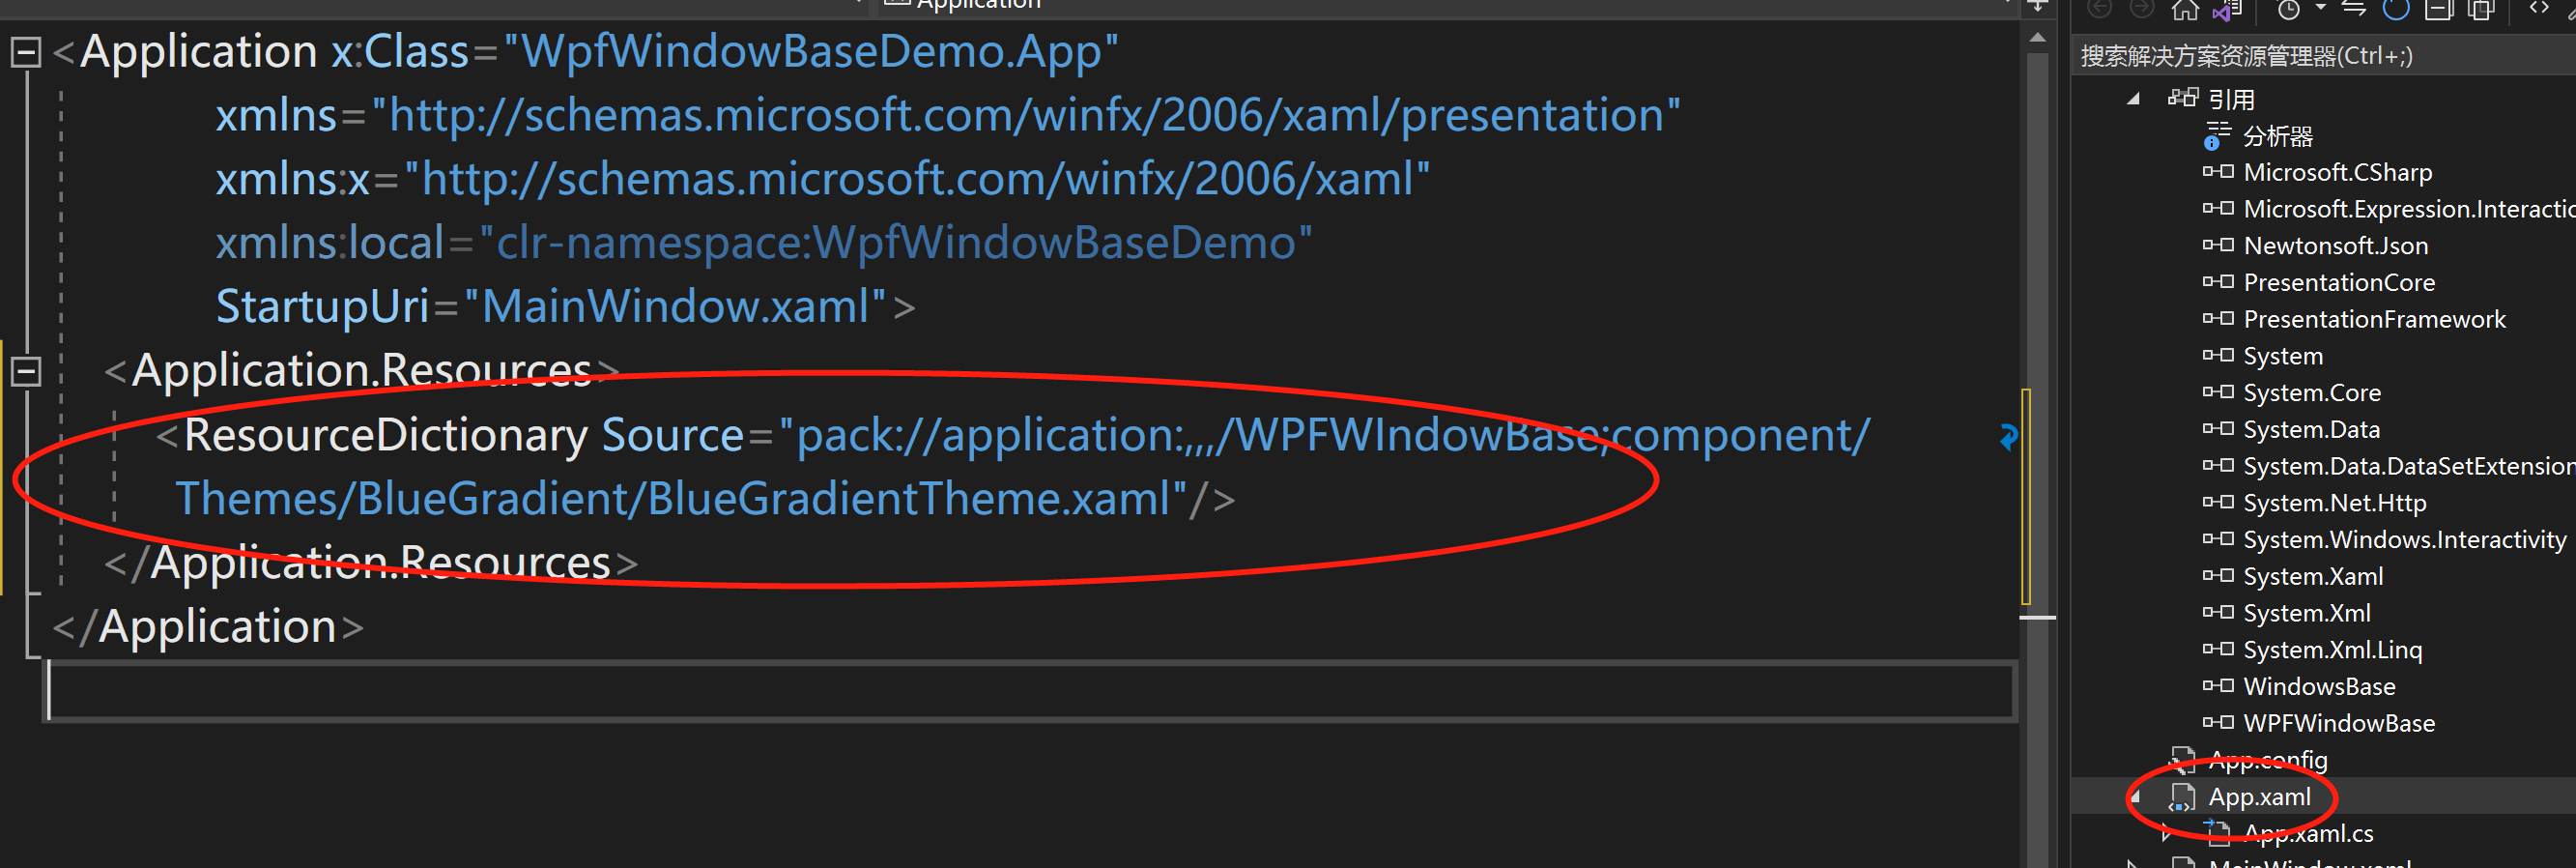 Application
<Application x:Class="WpfWindowBaseDemo.App"
xmlns="http://schemas.microsoft.com/winfx/2006/xaml/presentation"
xmlns:x="http://schemas.microsoft.com/winfx/2006/xaml"
xmlns:local="clr-namespace:WpfWindowBaseDemo"
StartupUri="MainWindow.xaml">
<Application.Resources>
<ResourceDictionary Source="pack://application:,,,/WPFWIndowBase;component/
Themes/BlueGradient/BlueGradientTheme.xaml"/>
</Application.Resources>
</Application>
搜索解决方案资源管理器(Ctrl+;)
引用
分析器
Microsoft.CSharp
Microsoft.Expression.Interactic
Newtonsoft.Json
PresentationCore
PresentationFramework
System
System.Core
System.Data
System.Data.DataSetExtension
System.Net.Http
System.Windows.Interactivity
System.Xaml
System.Xml
System.Xml.Linq
WindowsBase
WPFWindowBase
App.config
App.xaml
App.xaml.cs
MainWindow.xaml